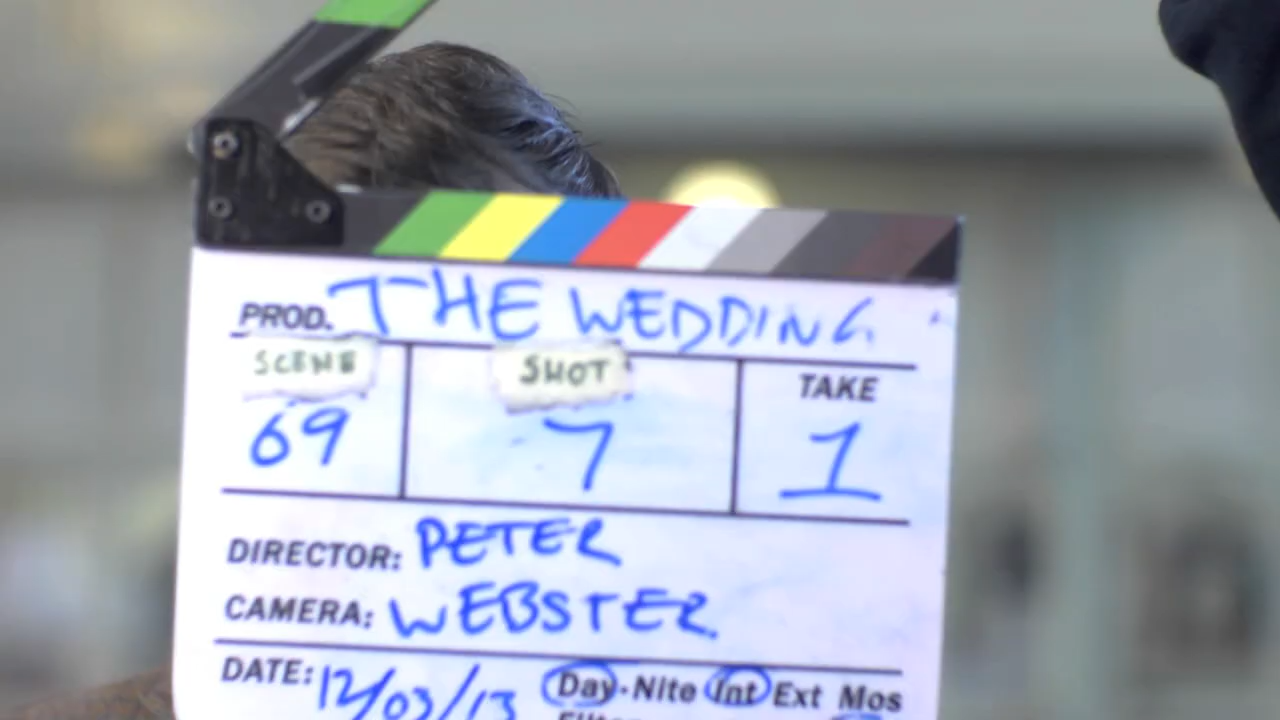 PROD. THE WEDDING
SCENE SHOT TAKE
69 7 1
DIRECTOR: PETER
CAMERA: WEBSTER
DATE: 12/03/13 Day·Nite Int Ext Mos